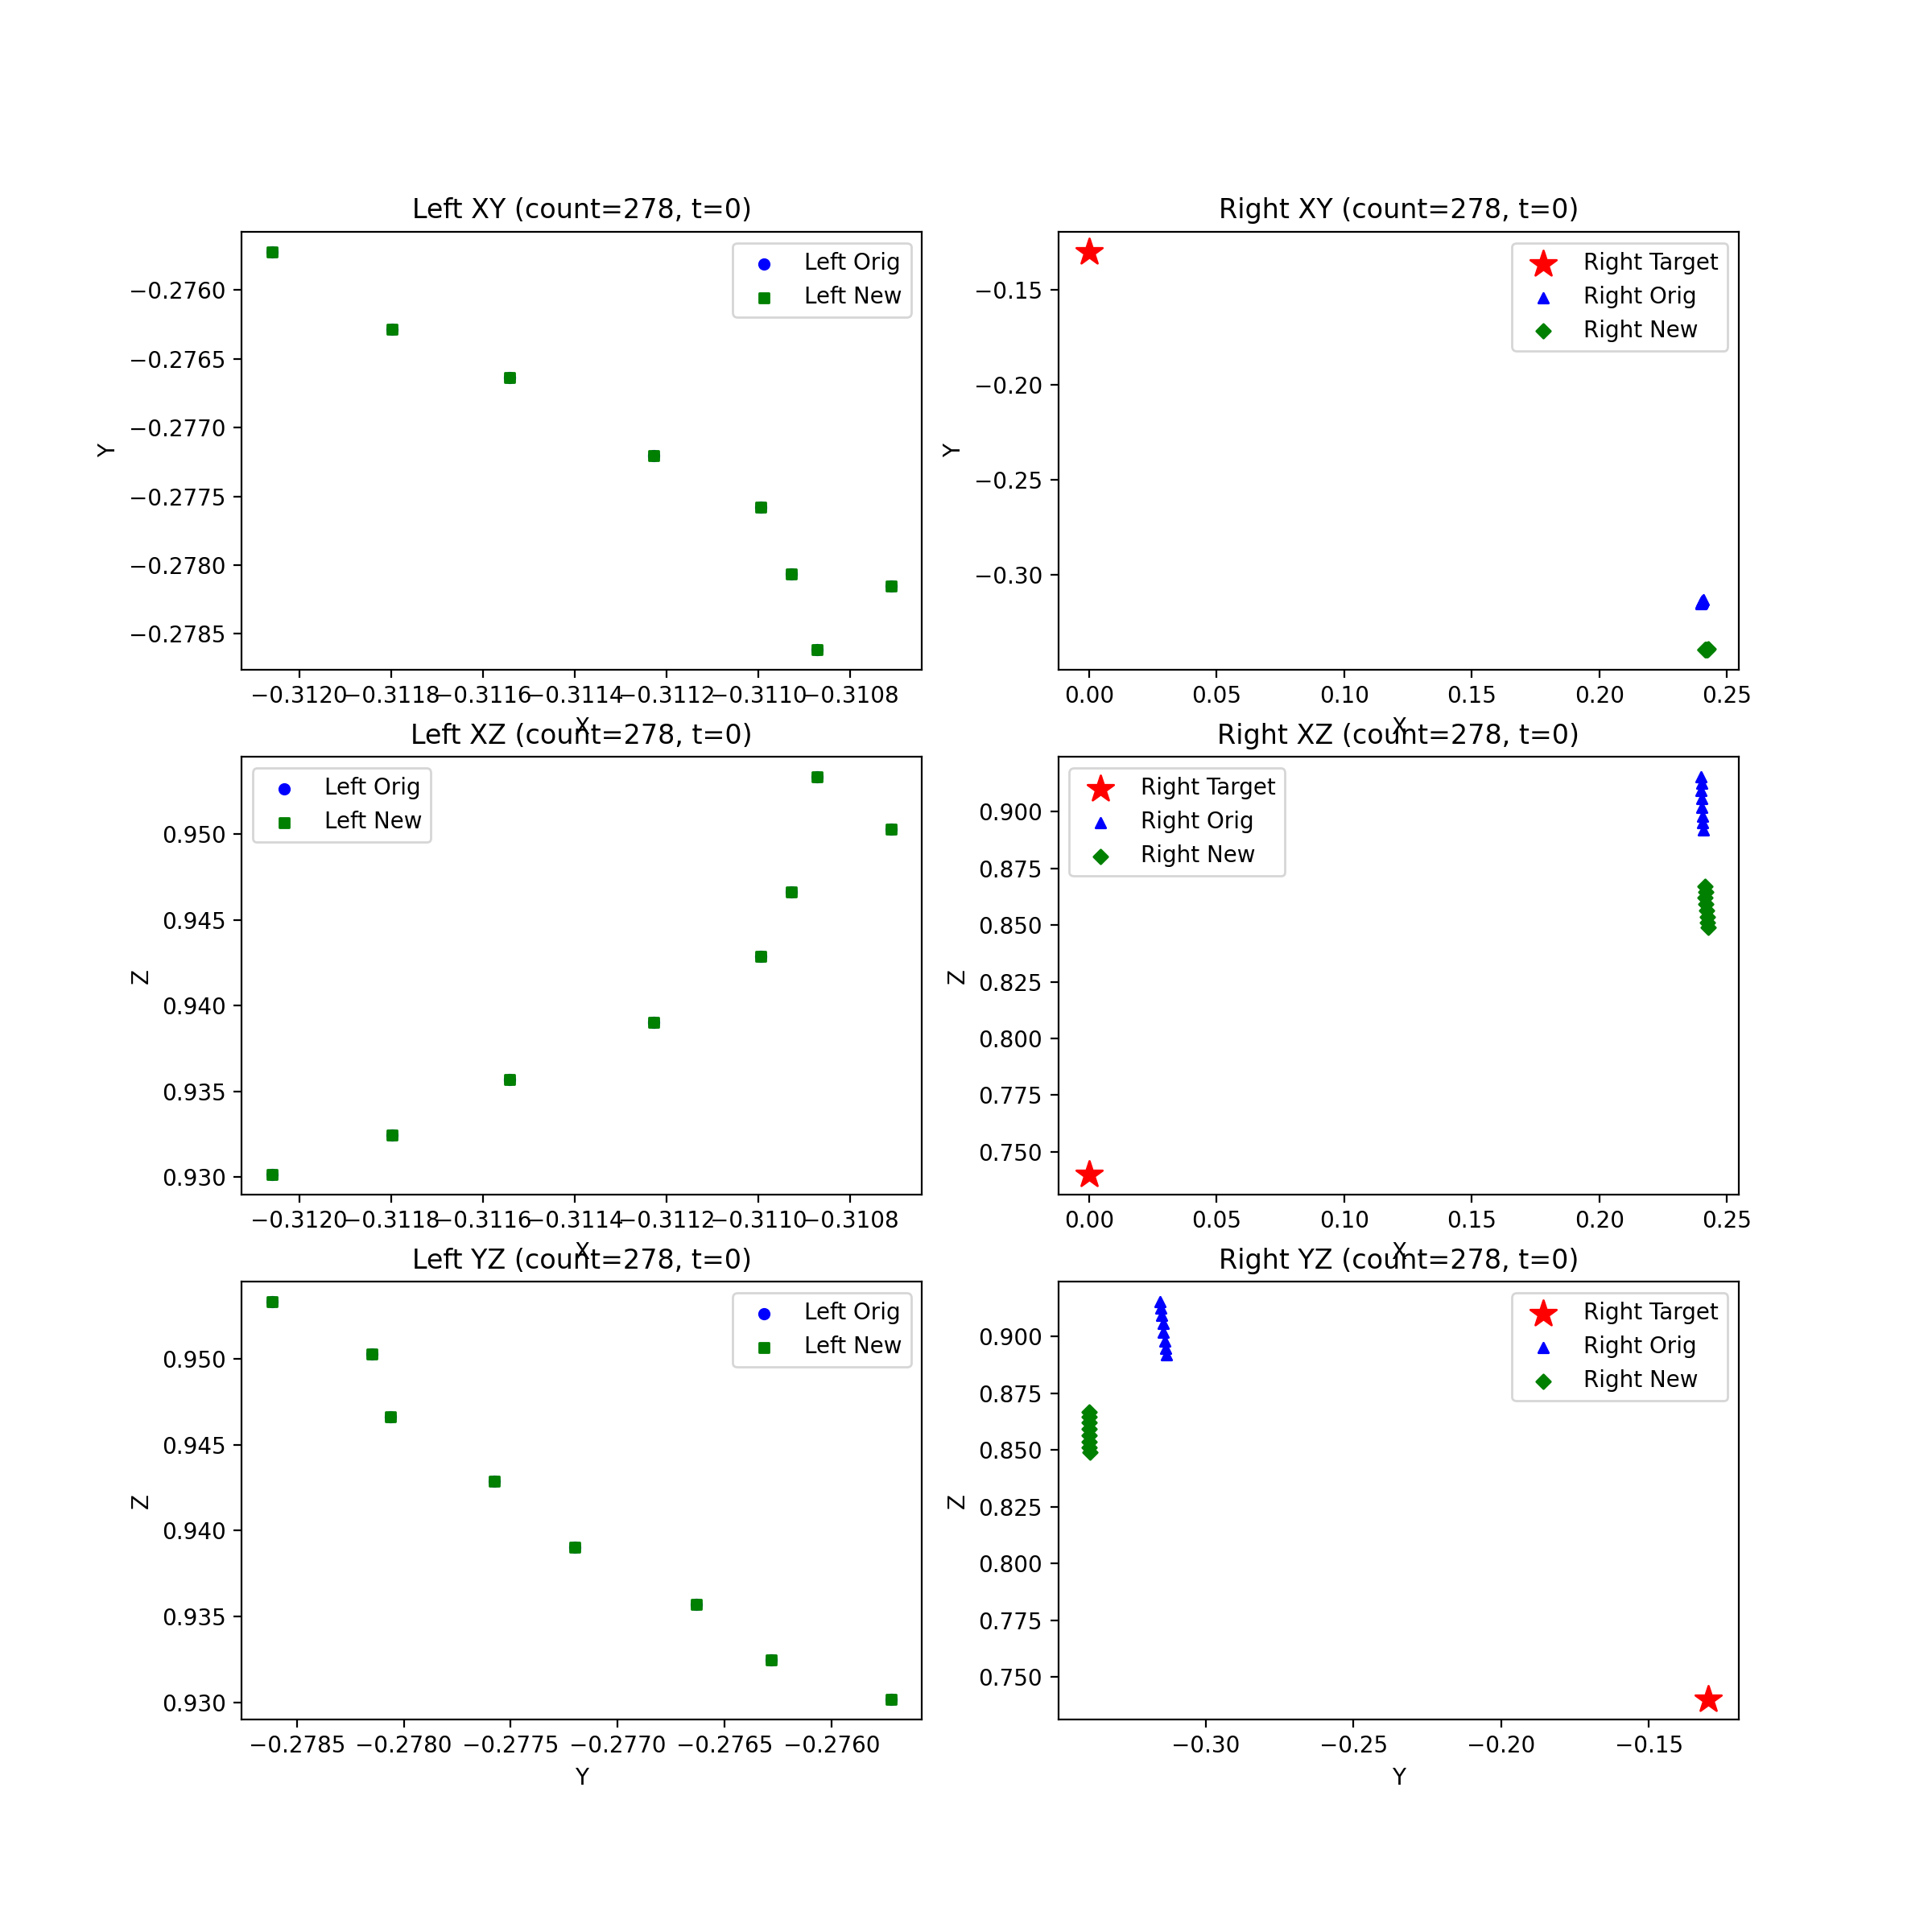 Left XY (count=278, t=0)
Left Orig
Left New
−0.2760
−0.2765
−0.2770
−0.2775
−0.2780
−0.2785
Y
−0.3120 −0.3118 −0.3116 −0.3114 −0.3112 −0.3110 −0.3108
X
Right XY (count=278, t=0)
Right Target
Right Orig
Right New
−0.15
−0.20
−0.25
−0.30
Y
0.00 0.05 0.10 0.15 0.20 0.25
X
Left XZ (count=278, t=0)
Left Orig
Left New
0.950
0.945
0.940
0.935
0.930
Z
−0.3120 −0.3118 −0.3116 −0.3114 −0.3112 −0.3110 −0.3108
X
Right XZ (count=278, t=0)
Right Target
Right Orig
Right New
0.900
0.875
0.850
0.825
0.800
0.775
0.750
Z
0.00 0.05 0.10 0.15 0.20 0.25
X
Left YZ (count=278, t=0)
Left Orig
Left New
0.950
0.945
0.940
0.935
0.930
Z
−0.2785 −0.2780 −0.2775 −0.2770 −0.2765 −0.2760
Y
Right YZ (count=278, t=0)
Right Target
Right Orig
Right New
0.900
0.875
0.850
0.825
0.800
0.775
0.750
Z
−0.30 −0.25 −0.20 −0.15
Y